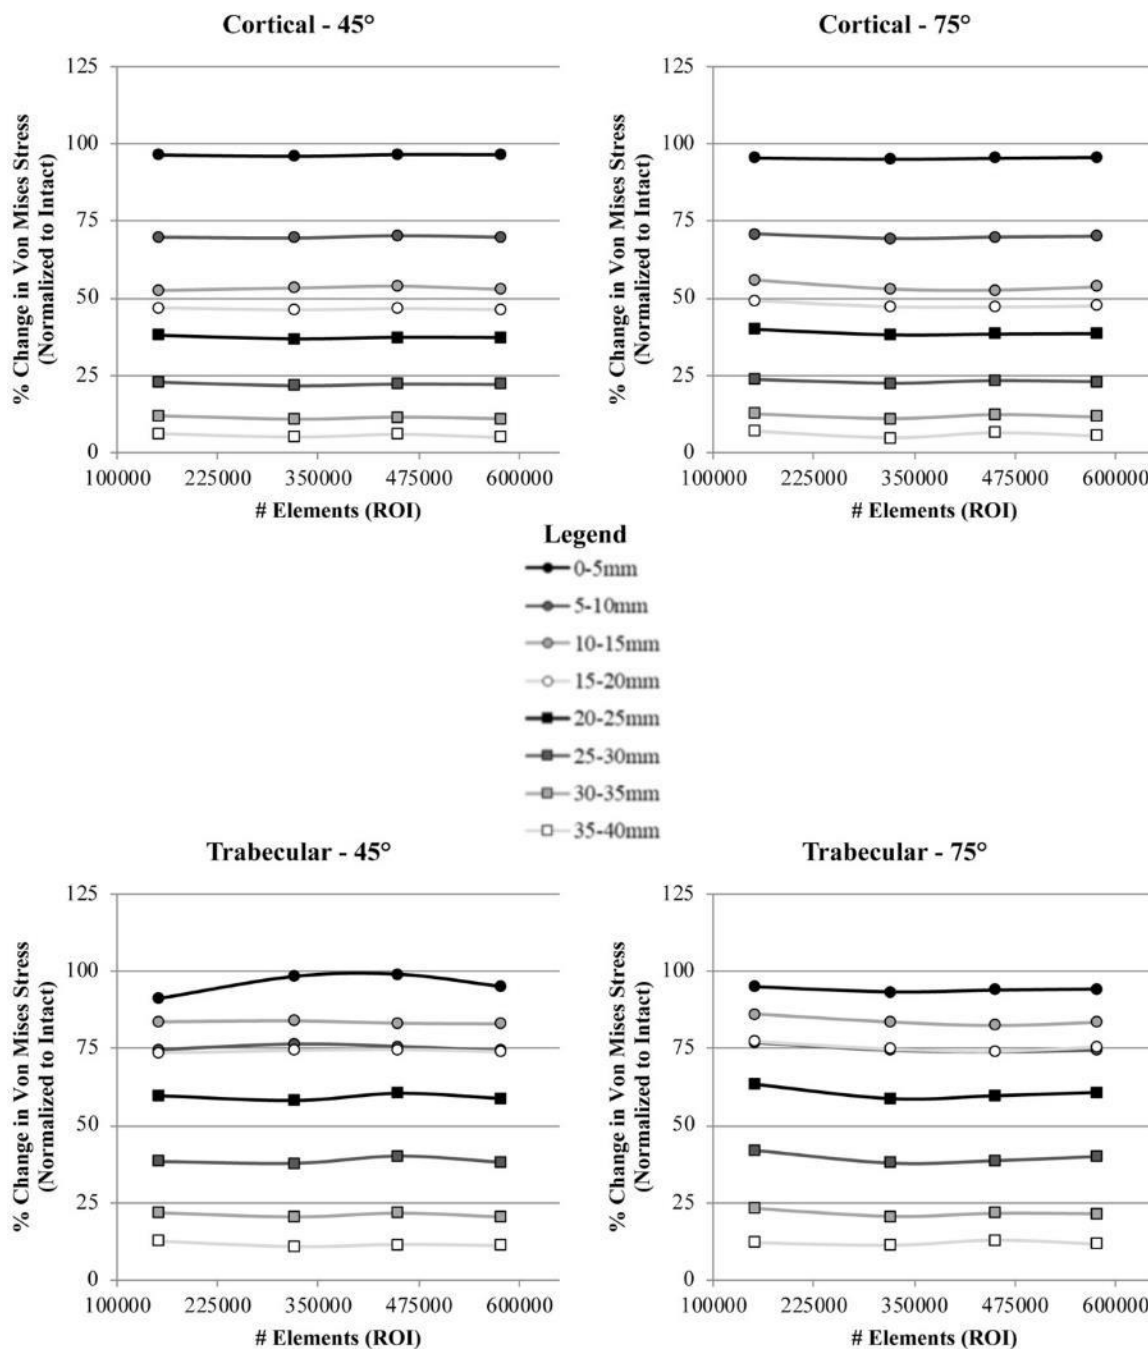 Cortical - 45°
% Change in Von Mises Stress
(Normalized to Intact)
125
100
75
50
25
0
100000 225000 350000 475000 600000
# Elements (ROI)
Cortical - 75°
% Change in Von Mises Stress
(Normalized to Intact)
125
100
75
50
25
0
100000 225000 350000 475000 600000
# Elements (ROI)
Legend
0-5mm
5-10mm
10-15mm
15-20mm
20-25mm
25-30mm
30-35mm
35-40mm
Trabecular - 45°
% Change in Von Mises Stress
(Normalized to Intact)
125
100
75
50
25
0
100000 225000 350000 475000 600000
# Elements (ROI)
Trabecular - 75°
% Change in Von Mises Stress
(Normalized to Intact)
125
100
75
50
25
0
100000 225000 350000 475000 600000
# Elements (ROI)